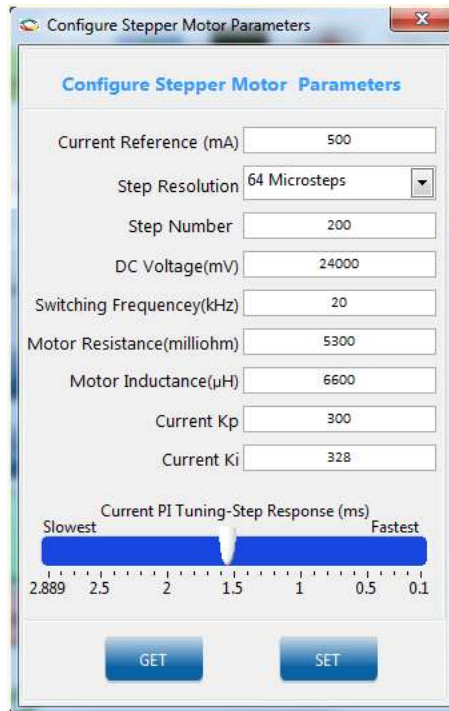 Configure Stepper Motor Parameters
Configure Stepper Motor Parameters
Current Reference (mA) 500
Step Resolution 64 Microsteps
Step Number 200
DC Voltage(mV) 24000
Switching Frequencey(kHz) 20
Motor Resistance(milliohm) 5300
Motor Inductance(μH) 6600
Current Kp 300
Current Ki 328
Current PI Tuning-Step Response (ms)
Slowest Fastest
2.889 2.5 2 1.5 1 0.5 0.1
GET SET